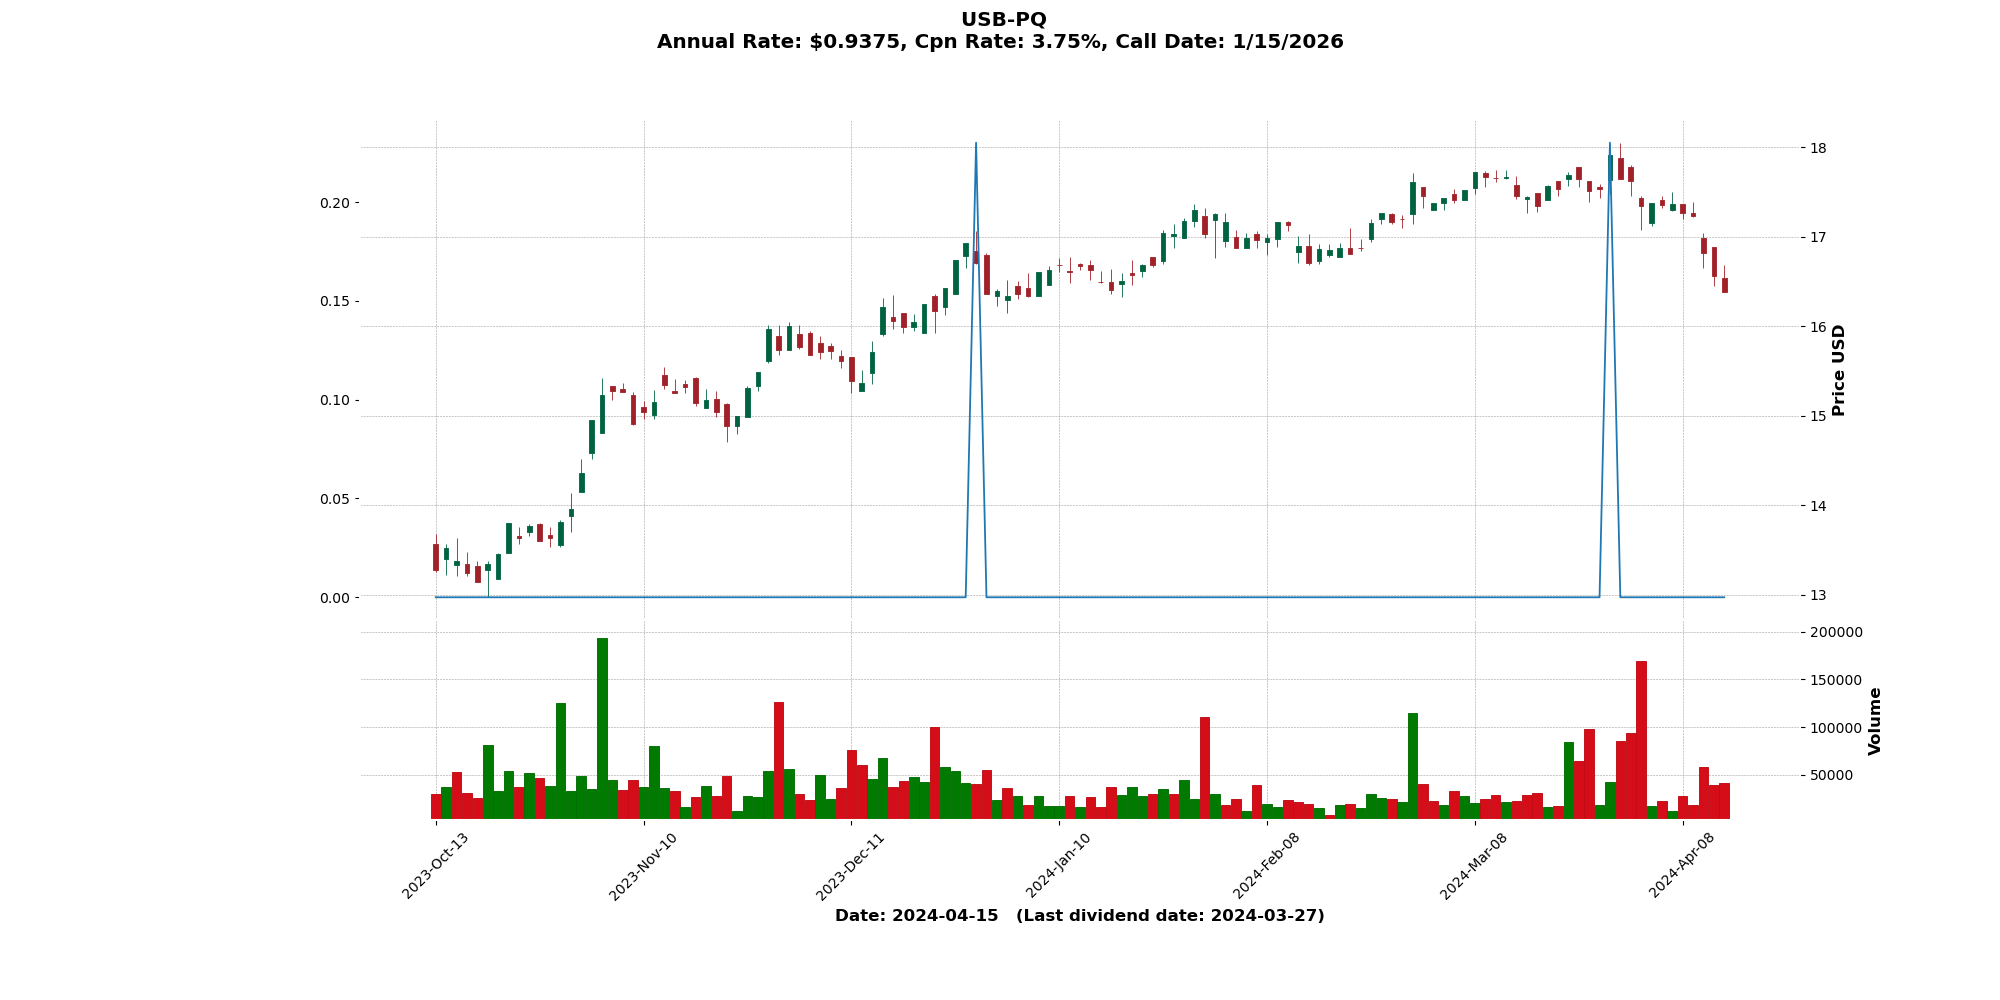 USB-PQ
Annual Rate: $0.9375, Cpn Rate: 3.75%, Call Date: 1/15/2026
0.20
0.15
0.10
0.05
0.00
18
17
16
15
14
13
Price USD
200000
150000
100000
50000
Volume
2023-Oct-13
2023-Nov-10
2023-Dec-11
2024-Jan-10
2024-Feb-08
2024-Mar-08
2024-Apr-08
Date: 2024-04-15 (Last dividend date: 2024-03-27)